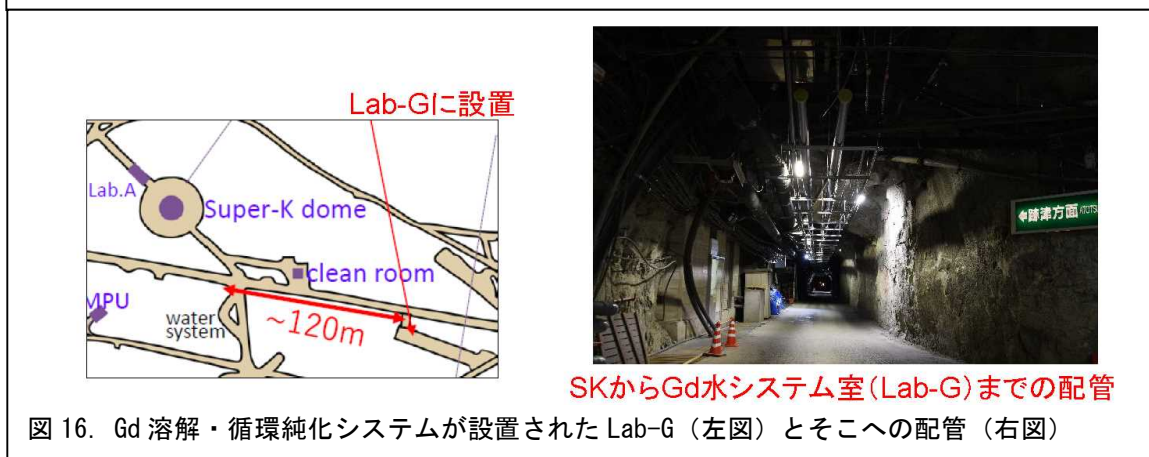 Lab-Gに設置
Lab.A
Super-K dome
clean room
MPU
water
system
~120m
←跡津方面
SKからGd水システム室(Lab-G)までの配管
図 16. Gd 溶解・循環純化システムが設置された Lab-G（左図）とそこへの配管（右図）